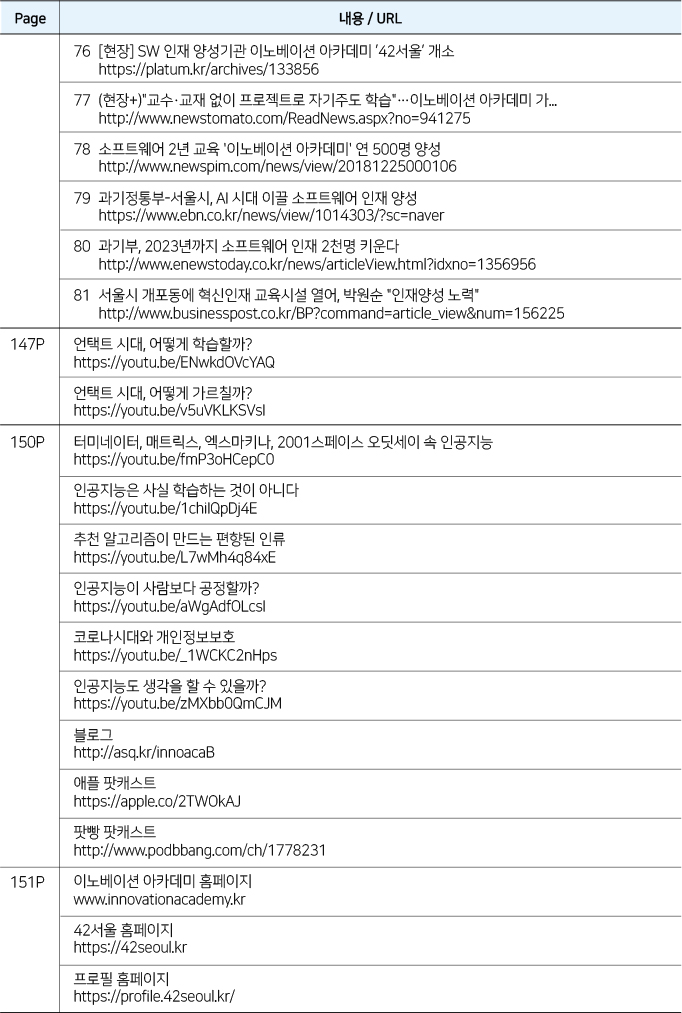 Page 내용 / URL
76 [현장] SW 인재 양성기관 이노베이션 아카데미 ‘42서울’ 개소
https://platum.kr/archives/133856
77 (현장+)"교수·교재 없이 프로젝트로 자기주도 학습"…이노베이션 아카데미 가...
http://www.newstomato.com/ReadNews.aspx?no=941275
78 소프트웨어 2년 교육 '이노베이션 아카데미' 연 500명 양성
http://www.newspim.com/news/view/20181225000106
79 과기정통부-서울시, AI 시대 이끌 소프트웨어 인재 양성
https://www.ebn.co.kr/news/view/1014303/?sc=naver
80 과기부, 2023년까지 소프트웨어 인재 2천명 키운다
http://www.enewstoday.co.kr/news/articleView.html?idxno=1356956
81 서울시 개포동에 혁신인재 교육시설 열어, 박원순 "인재양성 노력"
http://www.businesspost.co.kr/BP?command=article_view&num=156225
147P 언택트 시대, 어떻게 학습할까?
https://youtu.be/ENwkdOVcYAQ
언택트 시대, 어떻게 가르칠까?
https://youtu.be/v5uVKLKSVsI
150P 터미네이터, 매트릭스, 엑스마키나, 2001스페이스 오딧세이 속 인공지능
https://youtu.be/fmP3oHCepC0
인공지능은 사실 학습하는 것이 아니다
https://youtu.be/1chiIQpDj4E
추천 알고리즘이 만드는 편향된 인류
https://youtu.be/L7wMh4q84xE
인공지능이 사람보다 공정할까?
https://youtu.be/aWgAdfOLcsI
코로나시대와 개인정보보호
https://youtu.be/_1WCKC2nHps
인공지능도 생각을 할 수 있을까?
https://youtu.be/zMXbb0QmCJM
블로그
http://asq.kr/innoacaB
애플 팟캐스트
https://apple.co/2TWOkAJ
팟빵 팟캐스트
http://www.podbbang.com/ch/1778231
151P 이노베이션 아카데미 홈페이지
www.innovationacademy.kr
42서울 홈페이지
https://42seoul.kr
프로필 홈페이지
https://profile.42seoul.kr/